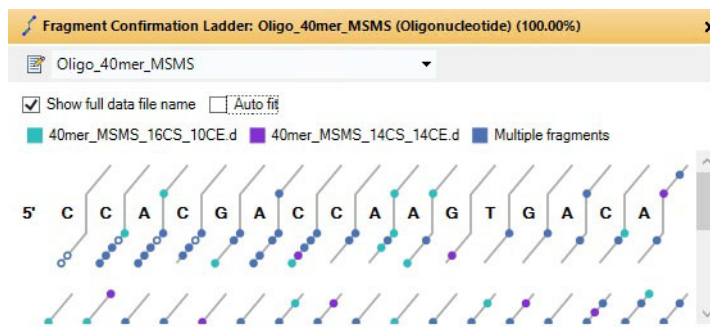 Fragment Confirmation Ladder: Oligo_40mer_MSMS (Oligonucleotide) (100.00%)
Oligo_40mer_MSMS
Show full data file name Auto fit
40mer_MSMS_16CS_10CE.d 40mer_MSMS_14CS_14CE.d Multiple fragments
5' C C A C G A C C A A G T G A C A